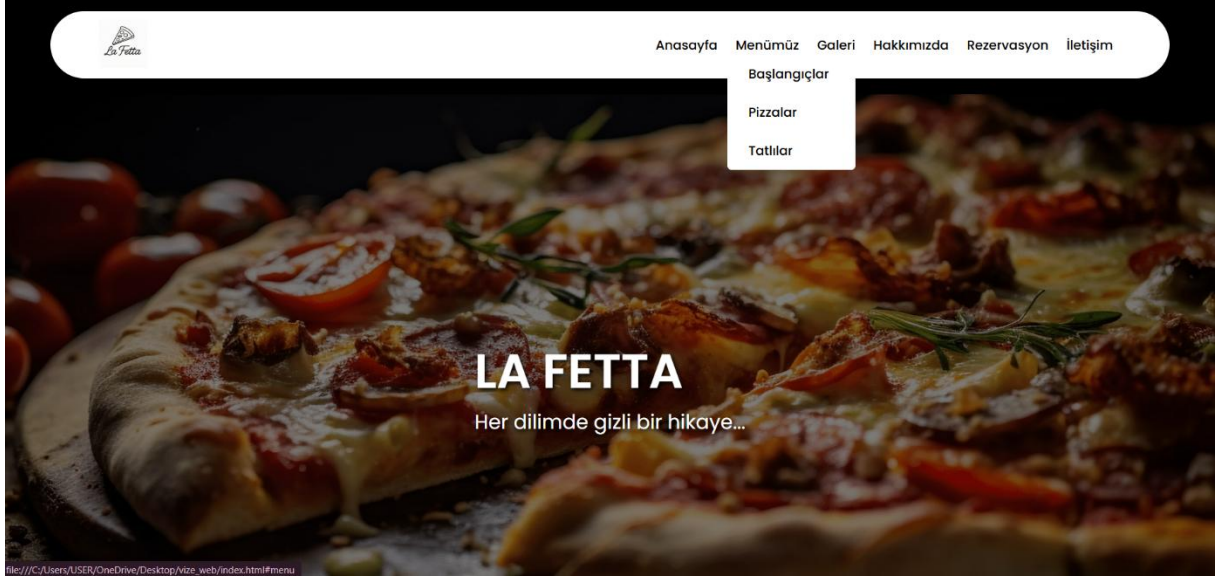 La Fetta
Anasayfa Menümüz Galeri Hakkımızda Rezervasyon İletişim
Başlangıçlar
Pizzalar
Tatlılar
LA FETTA
Her dilimde gizli bir hikaye...
file:///C:/Users/USER/OneDrive/Desktop/vize_web/index.html#menu